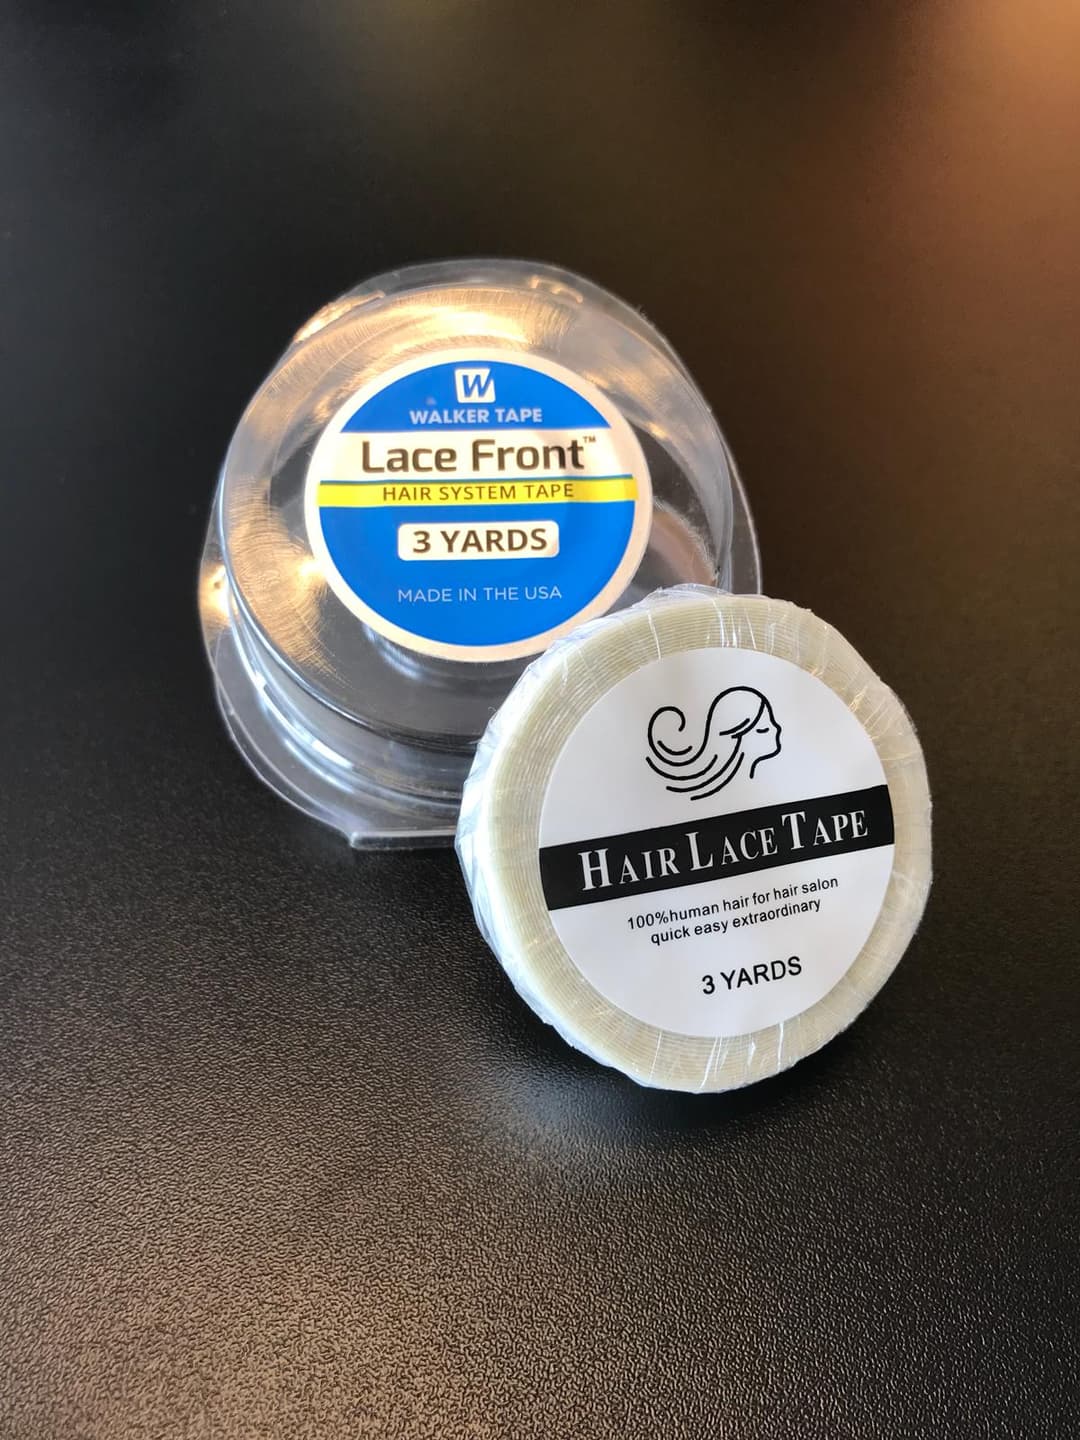 W
WALKER TAPE
Lace Front™
HAIR SYSTEM TAPE
3 YARDS
MADE IN THE USA
HAIR LACE TAPE
100%human hair for hair salon
quick easy extraordinary
3 YARDS